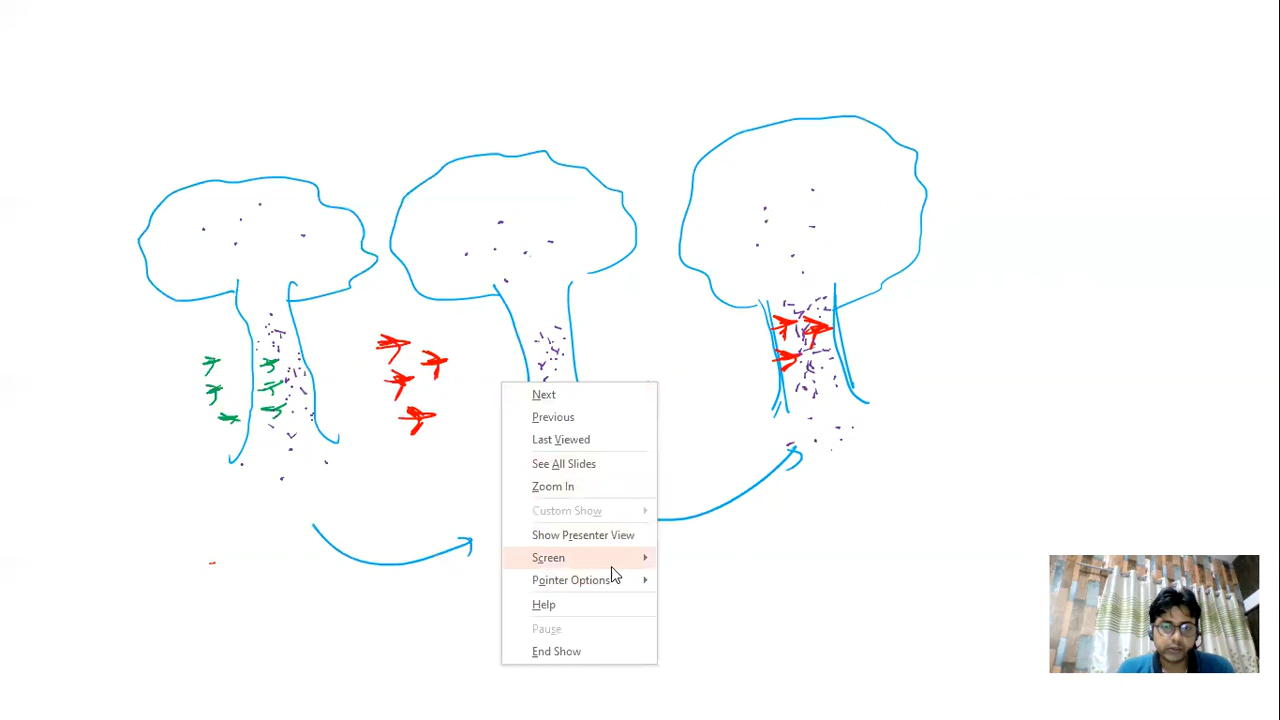 Next
Previous
Last Viewed
See All Slides
Zoom In
Custom Show
Show Presenter View
Screen
Pointer Options
Help
Pause
End Show